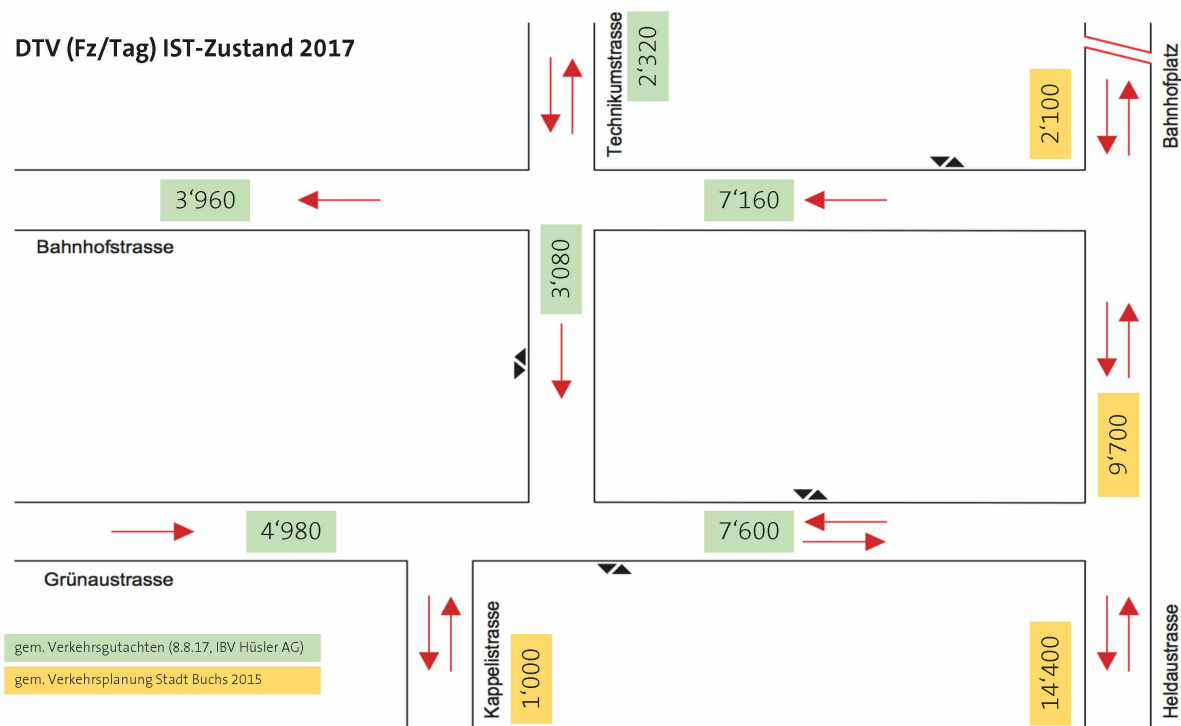 DTV (Fz/Tag) IST-Zustand 2017
Technikumstrasse
2‘320
2‘100
Bahnhofplatz
3‘960
7‘160
Bahnhofstrasse
3‘080
9‘700
4‘980
7‘600
Grünaustrasse
Kappelistrasse
1‘000
14‘400
Heldaustrasse
gem. Verkehrsgutachten (8.8.17, IBV Hüsler AG)
gem. Verkehrsplanung Stadt Buchs 2015